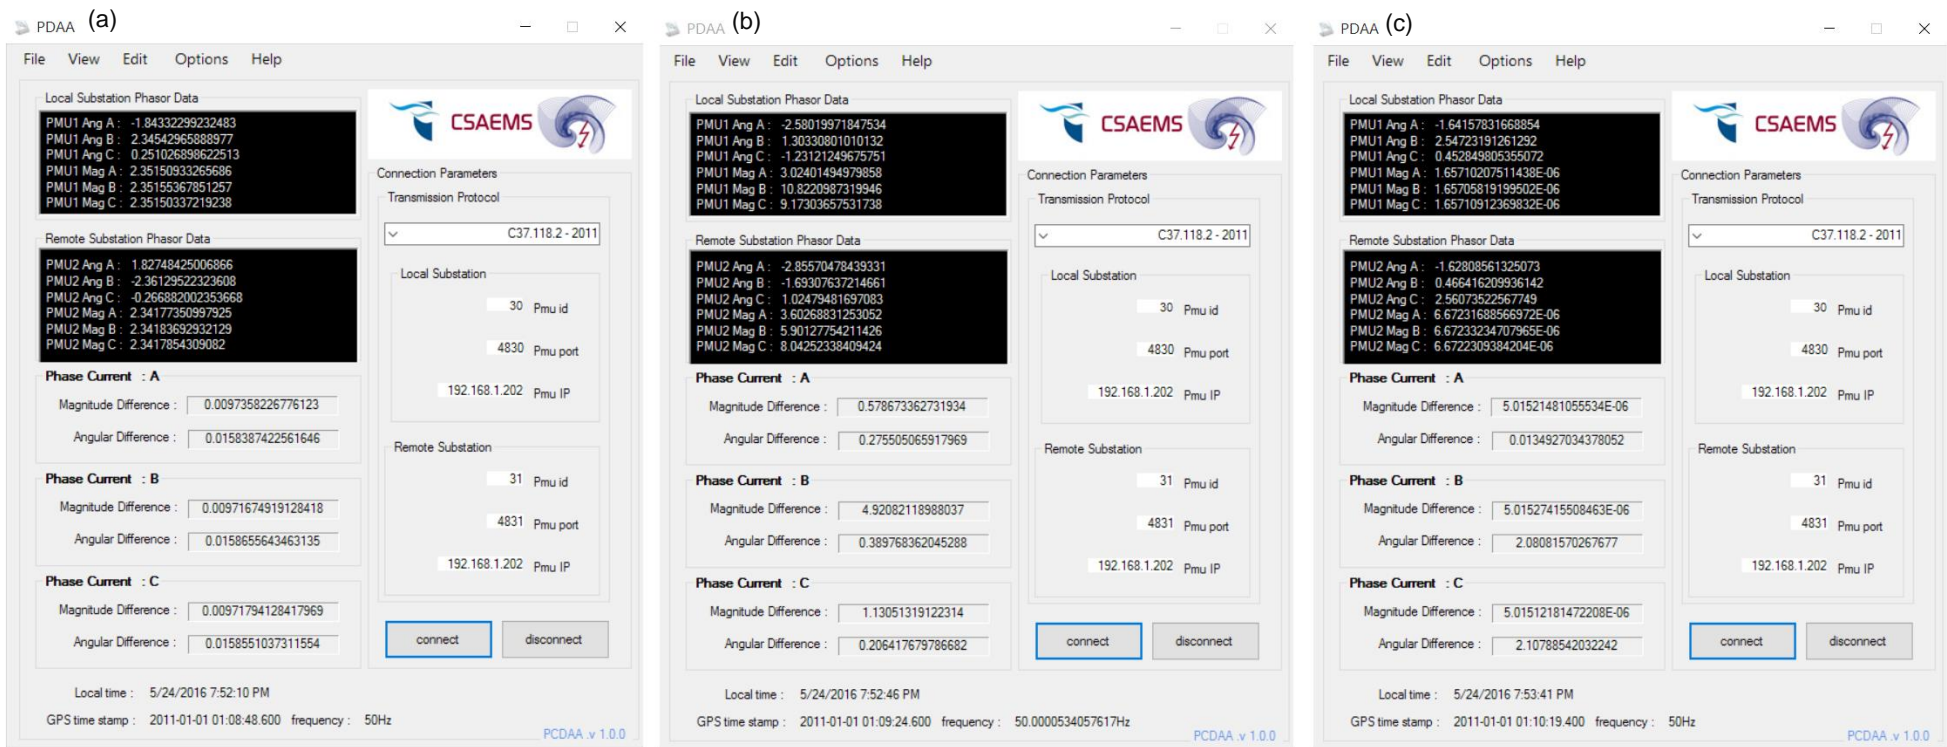 PDAA (a)
File View Edit Options Help
Local Substation Phasor Data
PMU1 Ang A : -1.84332299232483
PMU1 Ang B : 2.34542965888977
PMU1 Ang C : 0.251026898622513
PMU1 Mag A : 2.35150933265686
PMU1 Mag B : 2.35155367851257
PMU1 Mag C : 2.35150337219238
Remote Substation Phasor Data
PMU2 Ang A : 1.82748425006866
PMU2 Ang B : -2.36129522323608
PMU2 Ang C : -0.266882002353668
PMU2 Mag A : 2.34177350997925
PMU2 Mag B : 2.34183692932129
PMU2 Mag C : 2.3417854309082
Phase Current : A
Magnitude Difference : 0.0097358226776123
Angular Difference : 0.0158387422561646
Phase Current : B
Magnitude Difference : 0.00971674919128418
Angular Difference : 0.0158655643463135
Phase Current : C
Magnitude Difference : 0.00971794128417969
Angular Difference : 0.0158551037311554
CSAEMS
Connection Parameters
Transmission Protocol
C37.118.2 - 2011
Local Substation
30 Pmu id
4830 Pmu port
192.168.1.202 Pmu IP
Remote Substation
31 Pmu id
4831 Pmu port
192.168.1.202 Pmu IP
connect disconnect
Local time : 5/24/2016 7:52:10 PM
GPS time stamp : 2011-01-01 01:08:48.600 frequency : 50Hz
PCDAA .v 1.0.0
PDAA (b)
File View Edit Options Help
Local Substation Phasor Data
PMU1 Ang A : -2.58019971847534
PMU1 Ang B : 1.30330801010132
PMU1 Ang C : -1.23121249675751
PMU1 Mag A : 3.02401494979858
PMU1 Mag B : 10.8220987319946
PMU1 Mag C : 9.17303657531738
Remote Substation Phasor Data
PMU2 Ang A : -2.85570478439331
PMU2 Ang B : -1.69307637214661
PMU2 Ang C : 1.02479481697083
PMU2 Mag A : 3.60268831253052
PMU2 Mag B : 5.90127754211426
PMU2 Mag C : 8.04252338409424
Phase Current : A
Magnitude Difference : 0.578673362731934
Angular Difference : 0.275505065917969
Phase Current : B
Magnitude Difference : 4.92082118988037
Angular Difference : 0.389768362045288
Phase Current : C
Magnitude Difference : 1.13051319122314
Angular Difference : 0.206417679786682
CSAEMS
Connection Parameters
Transmission Protocol
C37.118.2 - 2011
Local Substation
30 Pmu id
4830 Pmu port
192.168.1.202 Pmu IP
Remote Substation
31 Pmu id
4831 Pmu port
192.168.1.202 Pmu IP
connect disconnect
Local time : 5/24/2016 7:52:46 PM
GPS time stamp : 2011-01-01 01:09:24.600 frequency : 50.0000534057617Hz
PCDAA .v 1.0.0
PDAA (c)
File View Edit Options Help
Local Substation Phasor Data
PMU1 Ang A : -1.64157831668854
PMU1 Ang B : 2.54723191261292
PMU1 Ang C : 0.452849805355072
PMU1 Mag A : 1.65710207511438E-06
PMU1 Mag B : 1.65705819199502E-06
PMU1 Mag C : 1.65710912369832E-06
Remote Substation Phasor Data
PMU2 Ang A : -1.62808561325073
PMU2 Ang B : 0.466416209936142
PMU2 Ang C : 2.56073522567749
PMU2 Mag A : 6.67231688566972E-06
PMU2 Mag B : 6.67233234707965E-06
PMU2 Mag C : 6.6722309384204E-06
Phase Current : A
Magnitude Difference : 5.01521481055534E-06
Angular Difference : 0.0134927034378052
Phase Current : B
Magnitude Difference : 5.01527415508463E-06
Angular Difference : 2.08081570267677
Phase Current : C
Magnitude Difference : 5.01512181472208E-06
Angular Difference : 2.10788542032242
CSAEMS
Connection Parameters
Transmission Protocol
C37.118.2 - 2011
Local Substation
30 Pmu id
4830 Pmu port
192.168.1.202 Pmu IP
Remote Substation
31 Pmu id
4831 Pmu port
192.168.1.202 Pmu IP
connect disconnect
Local time : 5/24/2016 7:53:41 PM
GPS time stamp : 2011-01-01 01:10:19.400 frequency : 50Hz
PCDAA .v 1.0.0